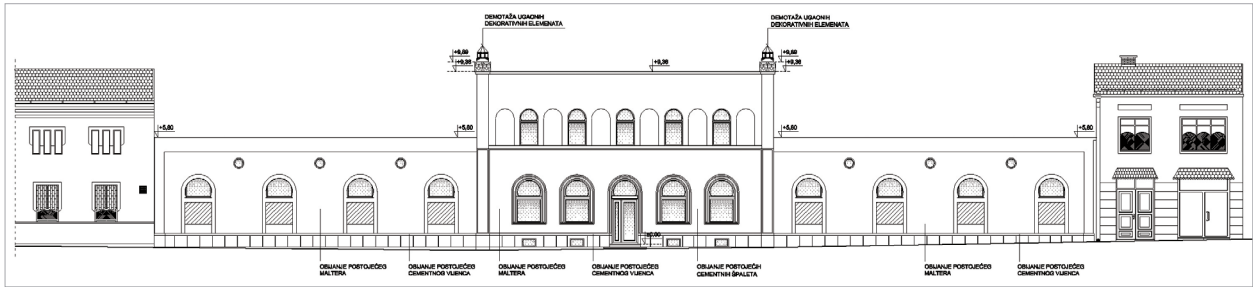 DEMOTAŽA UGAONIH
DEKORATIVNIH ELEMENATA
DEMOTAŽA UGAONIH
DEKORATIVNIH ELEMENATA
+9,89
+9,36
+9,36
+9,89
+9,36
+5,80
+5,80
+5,80
+5,80
±0,00
OBIJANJE POSTOJEĆEG
MALTERA
OBIJANJE POSTOJEĆEG
CEMENTNOG VIJENCA
OBIJANJE POSTOJEĆEG
MALTERA
OBIJANJE POSTOJEĆEG
CEMENTNOG VIJENCA
OBIJANJE POSTOJEĆIH
CEMENTNIH ŠPALETA
OBIJANJE POSTOJEĆEG
MALTERA
OBIJANJE POSTOJEĆEG
CEMENTNOG VIJENCA